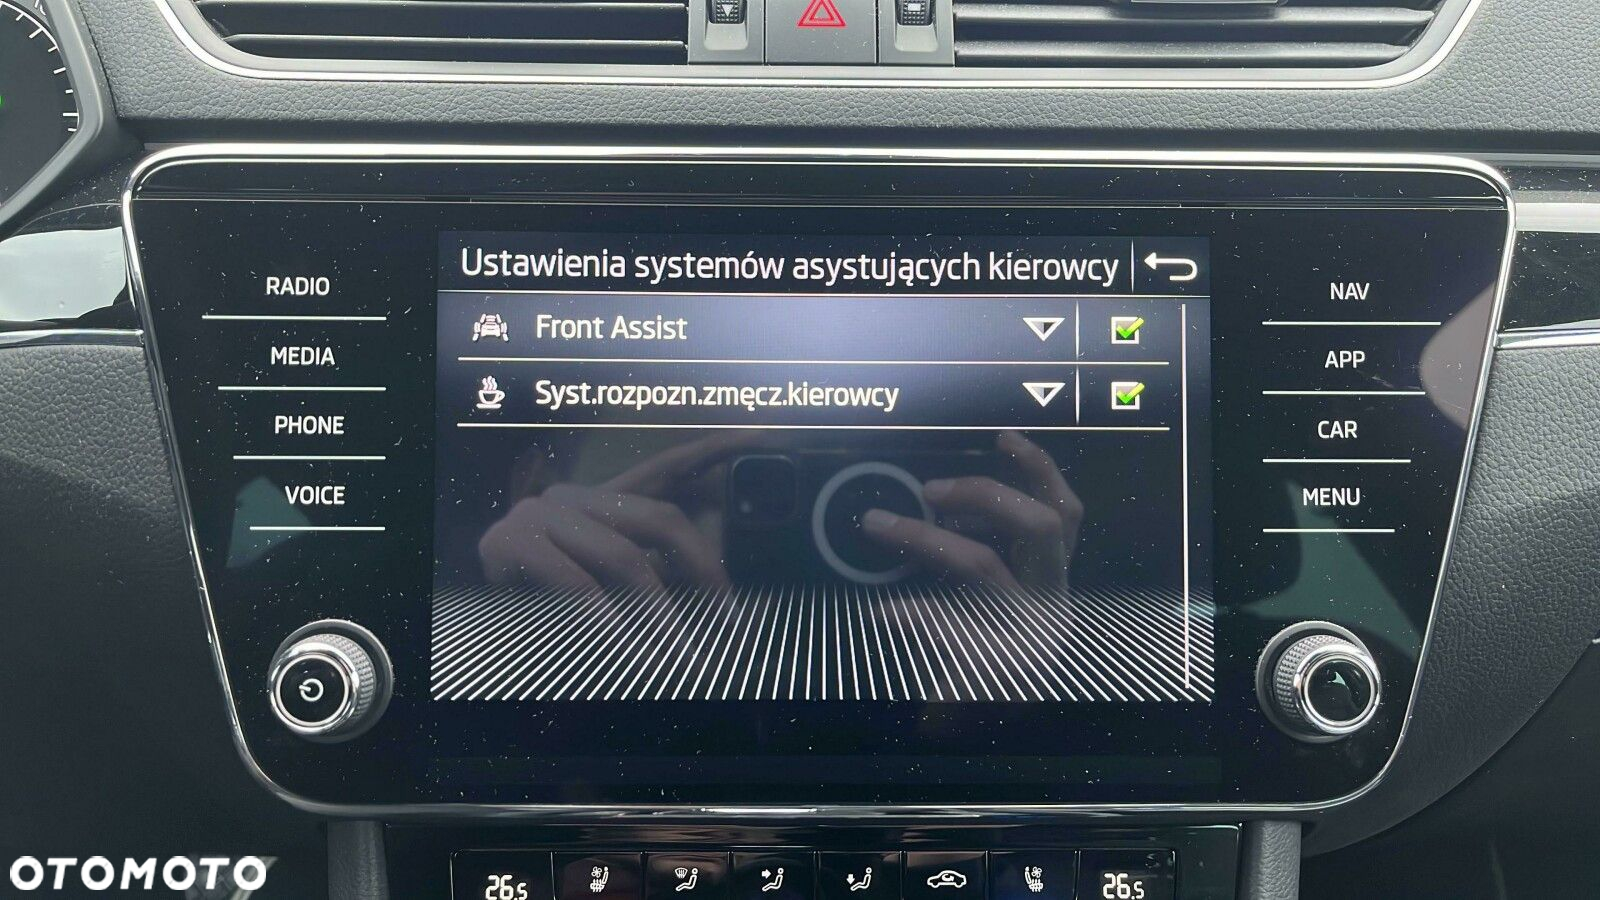 Ustawienia systemów asystujących kierowcy
Front Assist
Syst.rozpozn.zmęcz.kierowcy
RADIO
MEDIA
PHONE
VOICE
NAV
APP
CAR
MENU
26.5
26.5
OTOMOTO